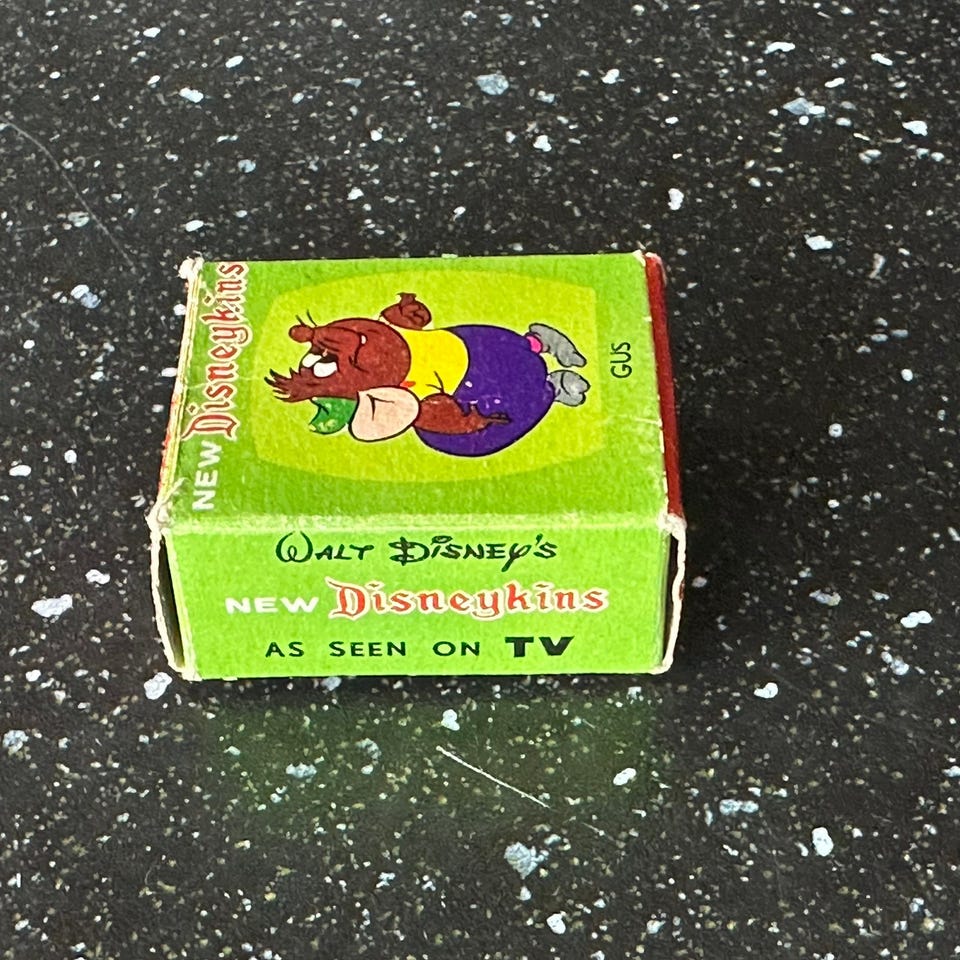 NEW Disneykins
GUS
WALT DISNEY'S
NEW Disneykins
AS SEEN ON TV